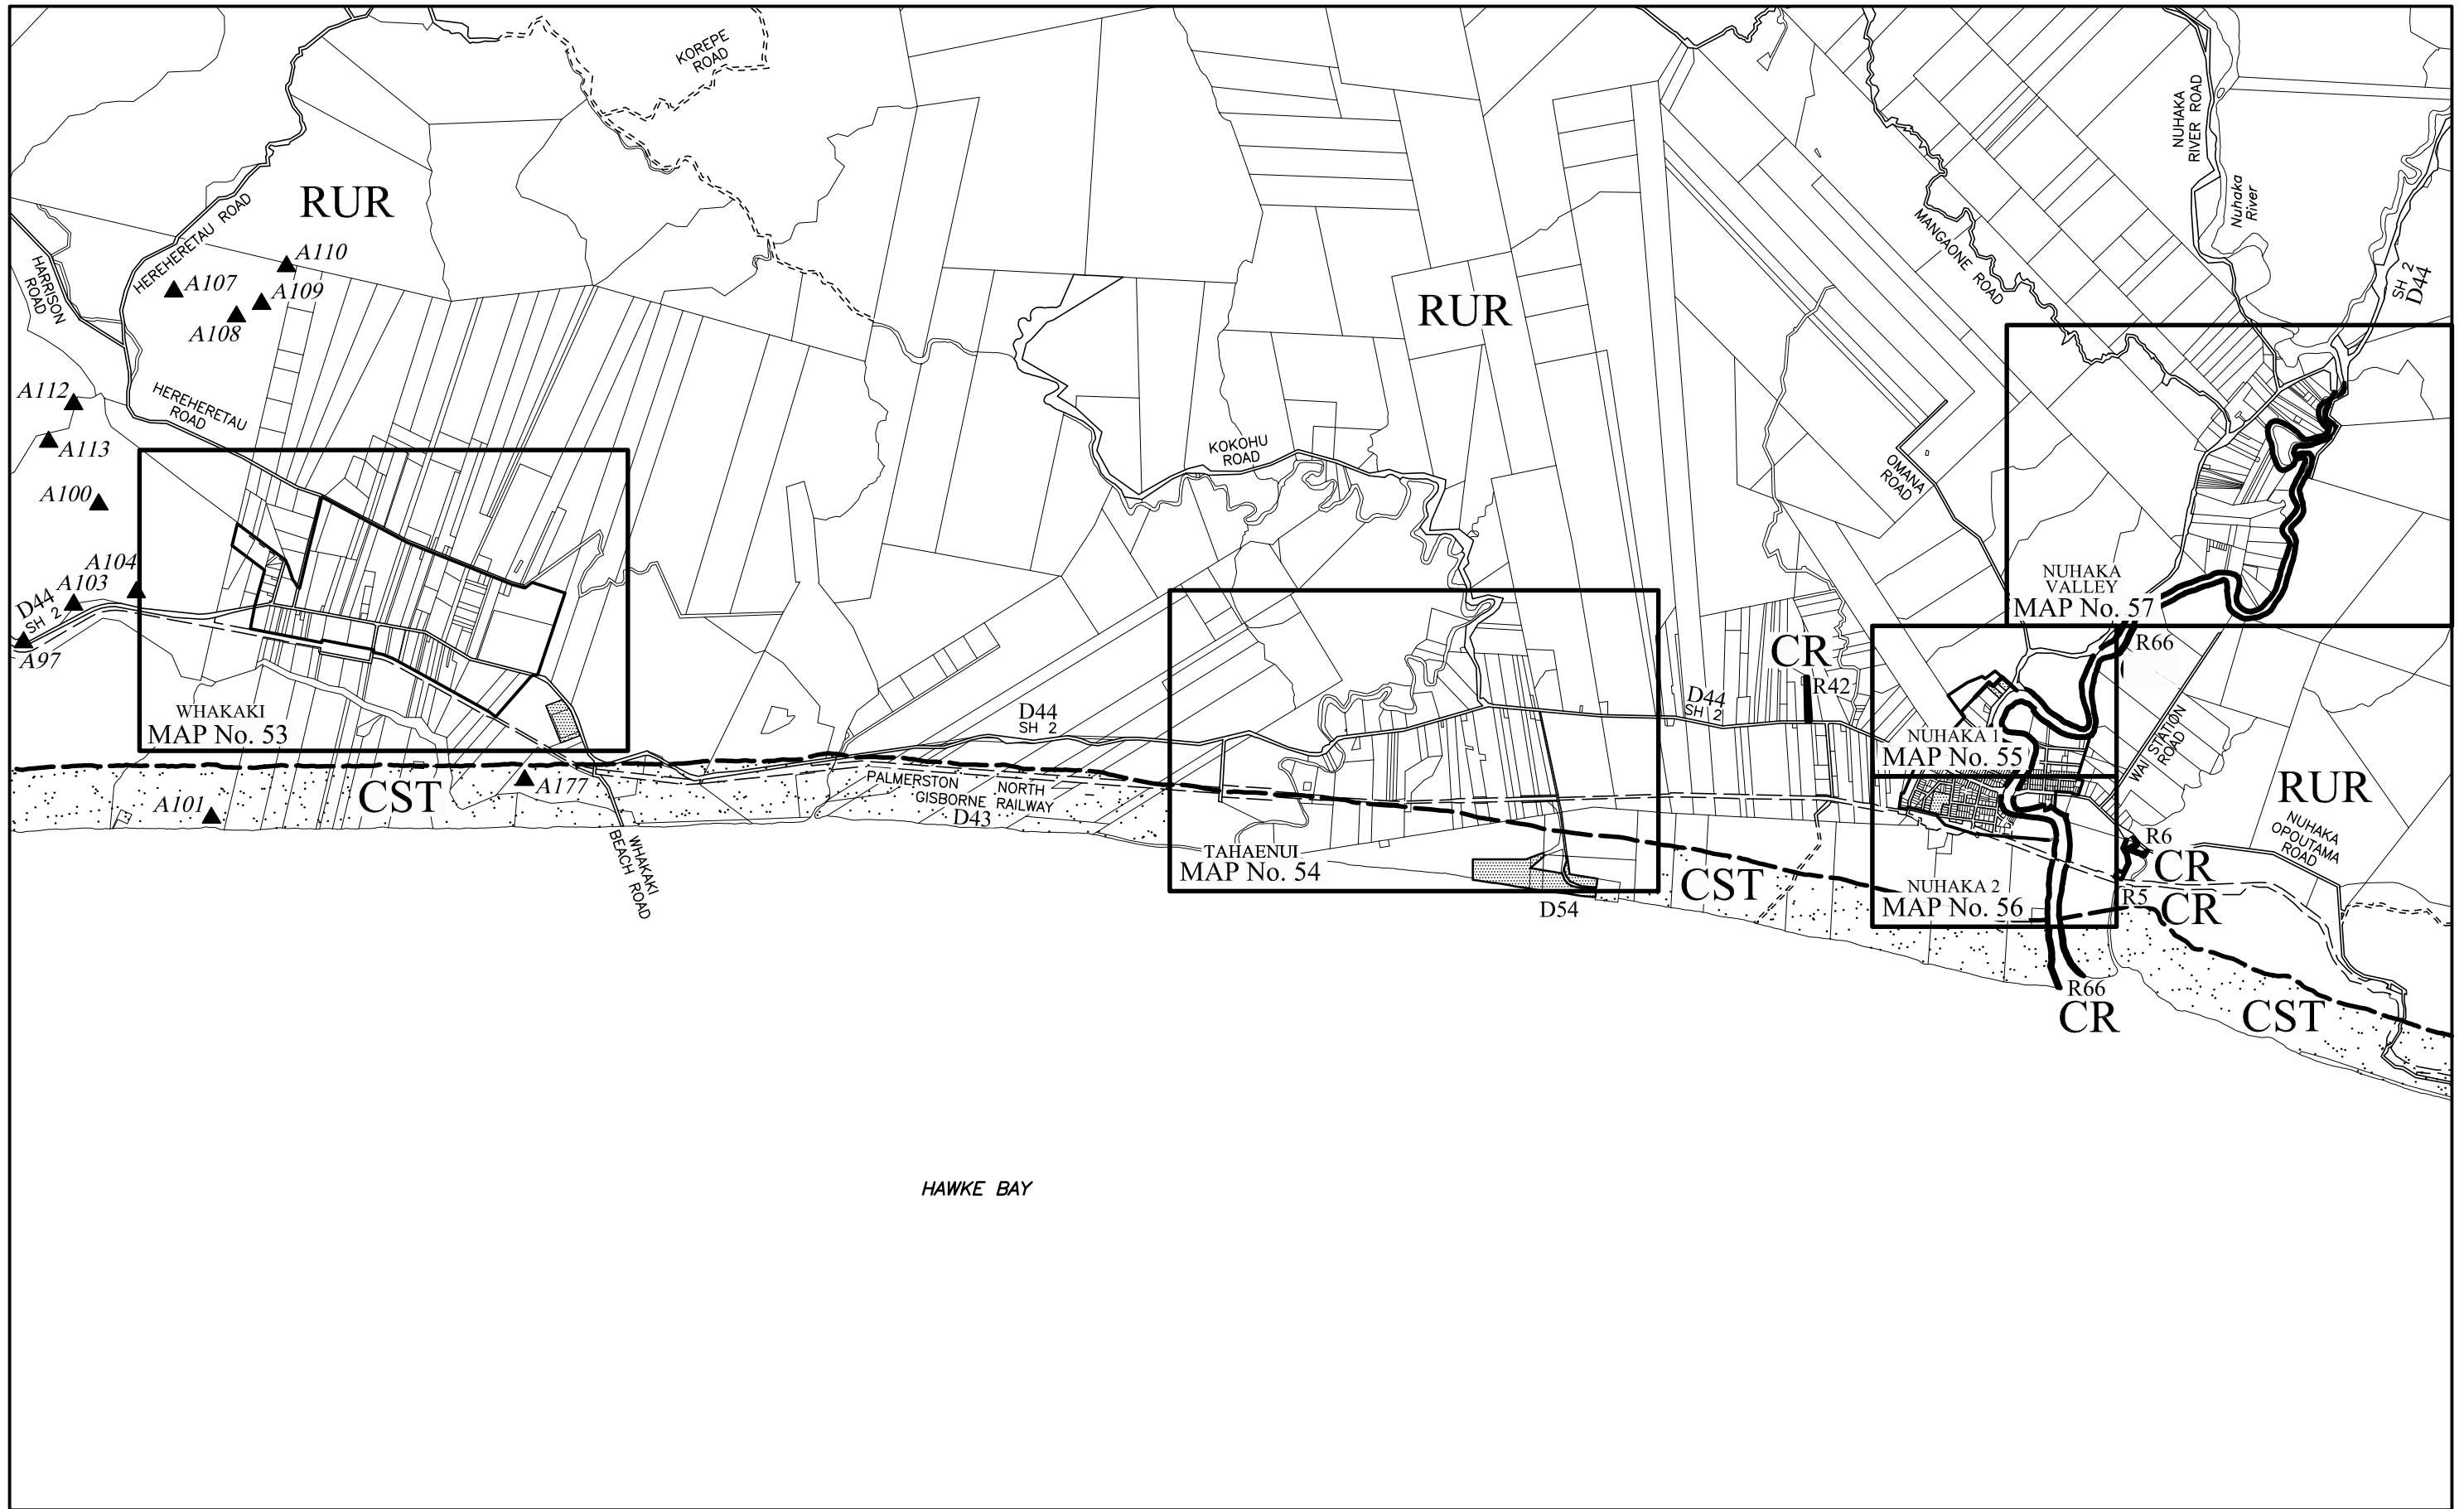 KOREPE
ROAD
NUHAKA
RIVER ROAD
Nuhaka
River
SH 2
D44
RUR
HEREHERETAU ROAD
HARRISON
ROAD
A110
A107
A109
A108
MANGAONE ROAD
RUR
A112
HEREHERETAU
ROAD
A113
KOKOHU
ROAD
OMANA
ROAD
A100
A104
A103
D44
SH 2
A97
NUHAKA
VALLEY
MAP No. 57
R66
CR
R42
D44
SH 2
WHAKAKI
MAP No. 53
D44
SH 2
NUHAKA 1
MAP No. 55
WAI STATION
ROAD
RUR
A177
CST
A101
PALMERSTON NORTH
GISBORNE RAILWAY
D43
WHAKAKI
BEACH ROAD
TAHAENUI
MAP No. 54
D54
CST
NUHAKA 2
MAP No. 56
R6
CR
R5
CR
NUHAKA
OPOUTAMA
ROAD
R66
CR
CST
HAWKE BAY